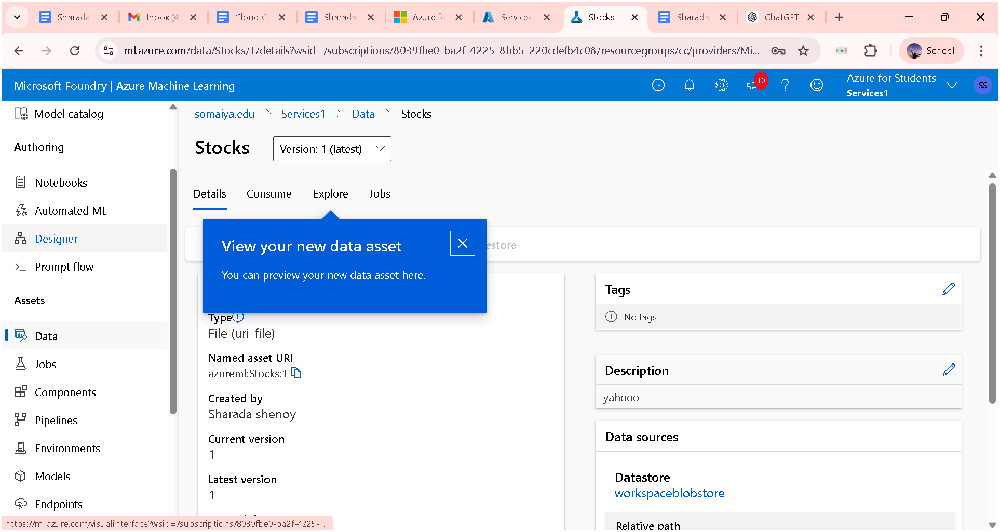 Sharada
Inbox (4
Cloud C
Sharada
Azure fo
Services
Stocks -
Sharada
ChatGPT
ml.azure.com/data/Stocks/1/details?wsid=/subscriptions/8039fbe0-ba2f-4225-8bb5-220cdefb4c08/resourcegroups/cc/providers/Mi...
School
Microsoft Foundry | Azure Machine Learning
10
Azure for Students
Services1
SS
Model catalog
Authoring
Notebooks
Automated ML
Designer
Prompt flow
Assets
Data
Jobs
Components
Pipelines
Environments
Models
Endpoints
somaiya.edu > Services1 > Data > Stocks
Stocks
Version: 1 (latest)
Details
Consume
Explore
Jobs
View your new data asset
You can preview your new data asset here.
estore
Type
File (uri_file)
Named asset URI
azureml:Stocks:1
Created by
Sharada shenoy
Current version
1
Latest version
1
Tags
No tags
Description
yahooo
Data sources
Datastore
workspaceblobstore
Relative path
https://ml.azure.com/visualinterface?wsid=/subscriptions/8039fbe0-ba2f-4225-...